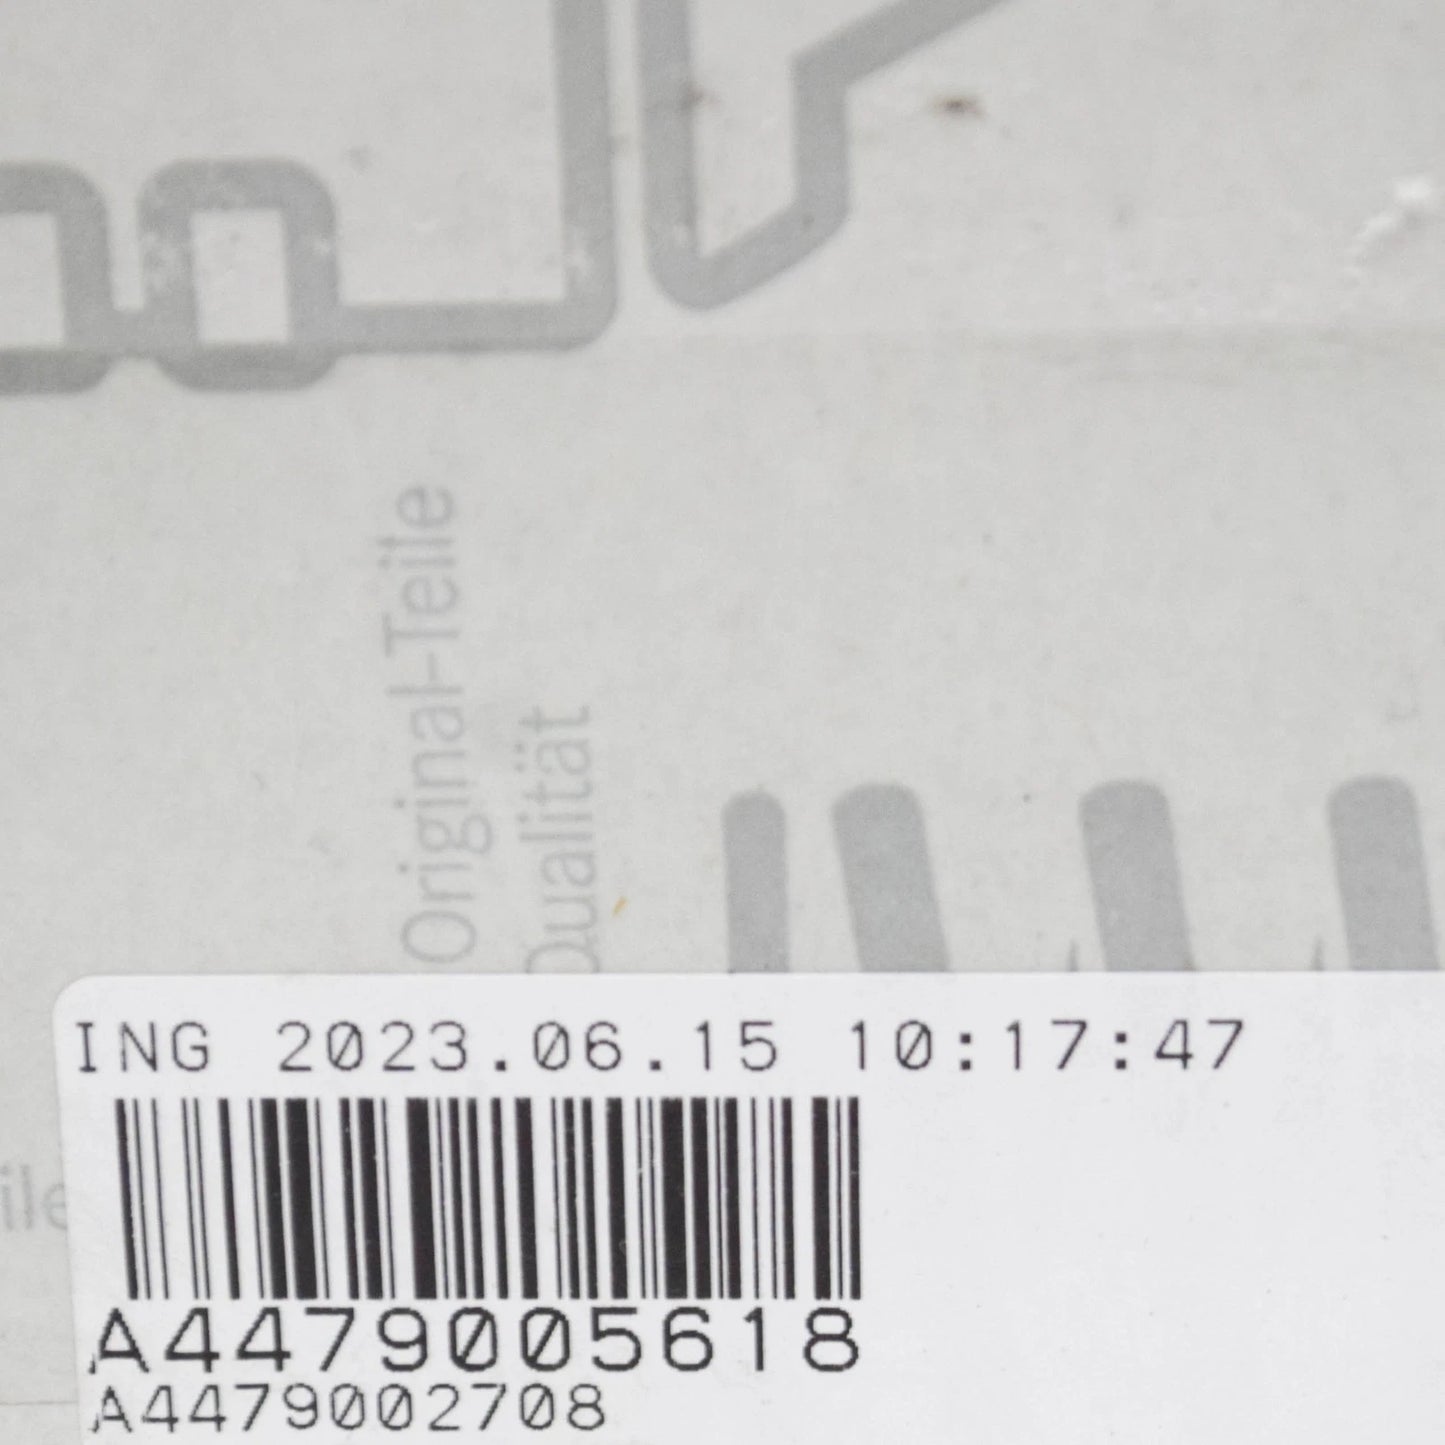 Original-Teile
Qualität
ING 2023.06.15 10:17:47
A4479005618
A4479002708